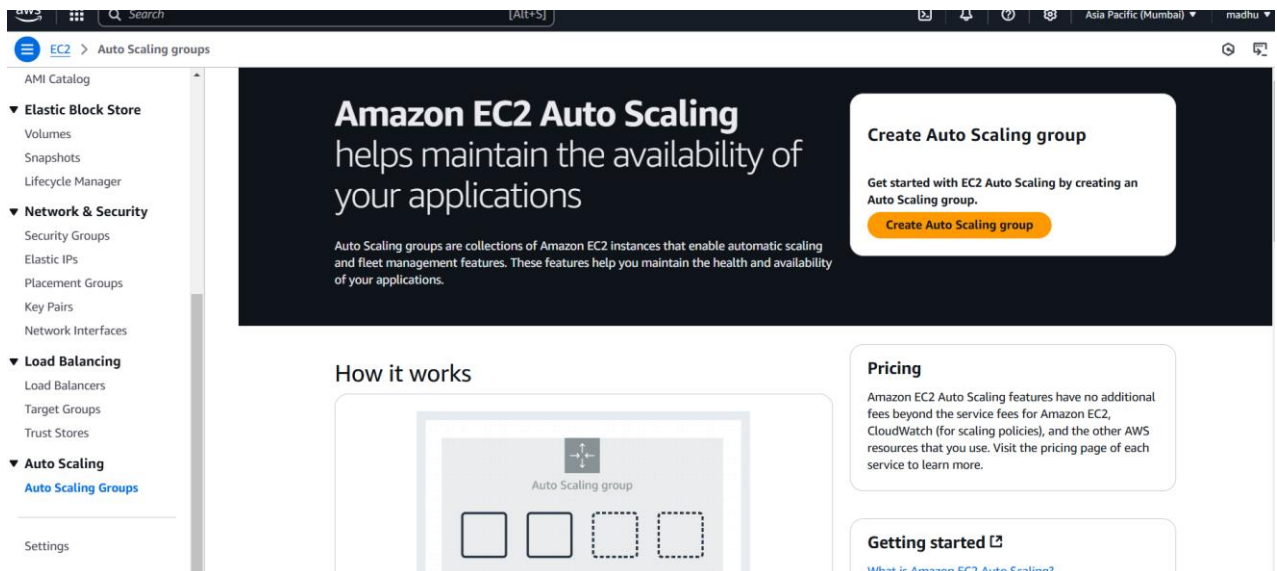 aws
Search
[Alt+S]
Asia Pacific (Mumbai) ▼
madhu ▼
EC2 > Auto Scaling groups
AMI Catalog
▼ Elastic Block Store
Volumes
Snapshots
Lifecycle Manager
▼ Network & Security
Security Groups
Elastic IPs
Placement Groups
Key Pairs
Network Interfaces
▼ Load Balancing
Load Balancers
Target Groups
Trust Stores
▼ Auto Scaling
Auto Scaling Groups
Settings
Amazon EC2 Auto Scaling
helps maintain the availability of
your applications
Auto Scaling groups are collections of Amazon EC2 instances that enable automatic scaling
and fleet management features. These features help you maintain the health and availability
of your applications.
Create Auto Scaling group
Get started with EC2 Auto Scaling by creating an
Auto Scaling group.
Create Auto Scaling group
How it works
Auto Scaling group
Pricing
Amazon EC2 Auto Scaling features have no additional
fees beyond the service fees for Amazon EC2,
CloudWatch (for scaling policies), and the other AWS
resources that you use. Visit the pricing page of each
service to learn more.
Getting started
What is Amazon EC2 Auto Scaling?